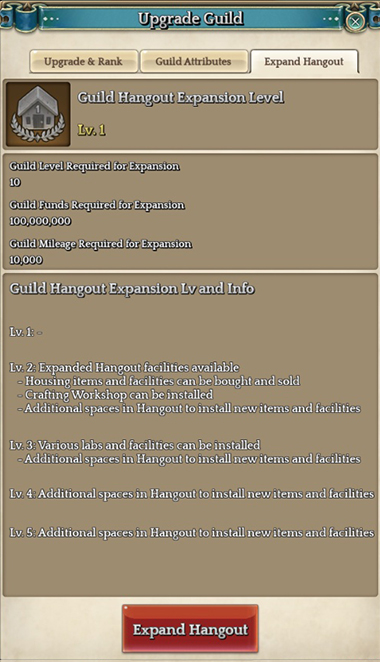 Upgrade Guild
Upgrade & Rank
Guild Attributes
Expand Hangout
Guild Hangout Expansion Level
Lv. 1
Guild Level Required for Expansion
10
Guild Funds Required for Expansion
100,000,000
Guild Mileage Required for Expansion
10,000
Guild Hangout Expansion Lv and Info
Lv. 1: -
Lv. 2: Expanded Hangout facilities available
- Housing items and facilities can be bought and sold
- Crafting Workshop can be installed
- Additional spaces in Hangout to install new items and facilities
Lv. 3: Various labs and facilities can be installed
- Additional spaces in Hangout to install new items and facilities
Lv. 4: Additional spaces in Hangout to install new items and facilities
Lv. 5: Additional spaces in Hangout to install new items and facilities
Expand Hangout